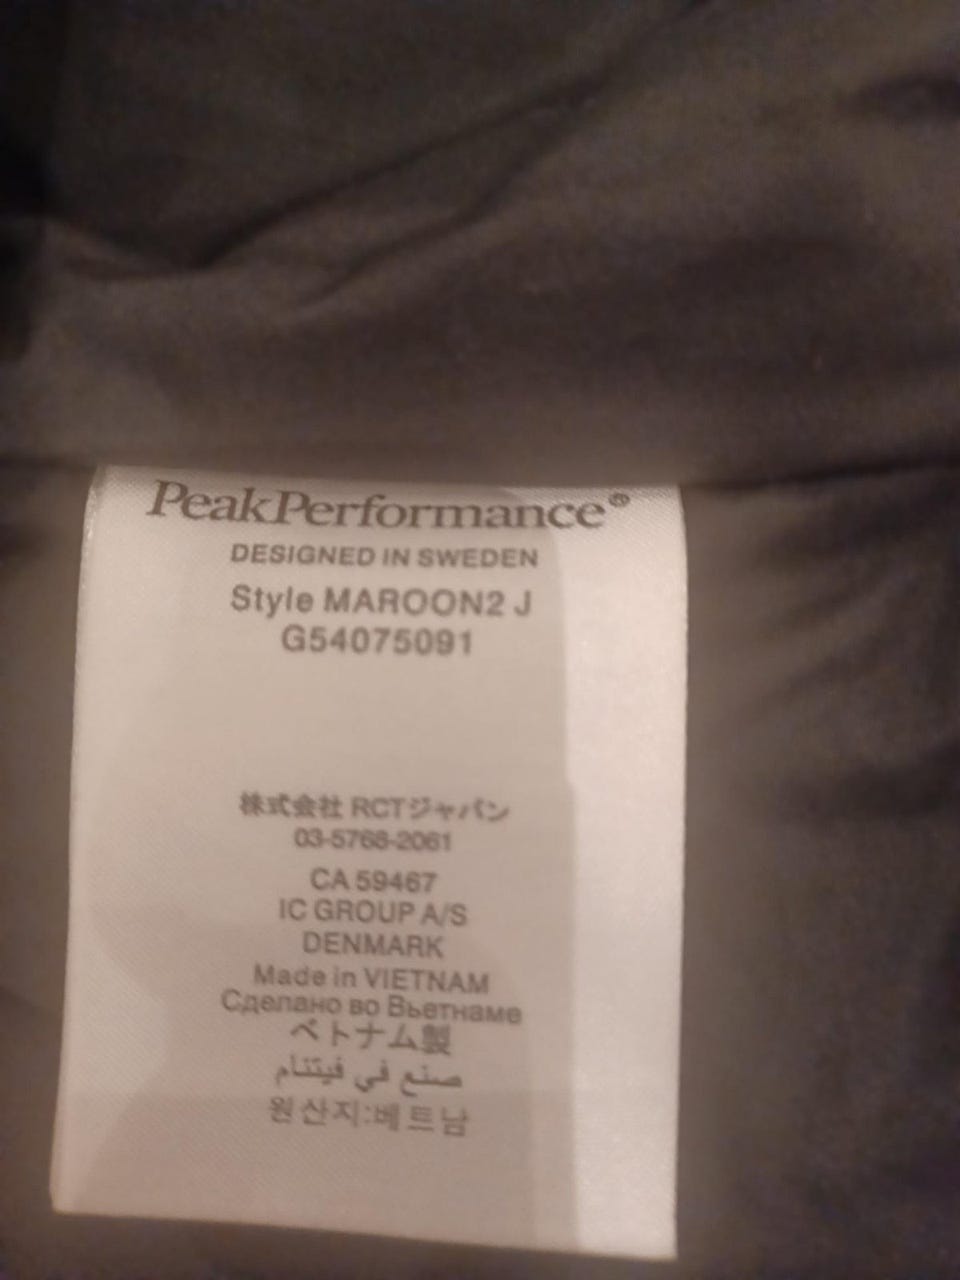 PeakPerformance®
DESIGNED IN SWEDEN
Style MAROON2 J
G54075091
株式会社 RCTジャパン
03-5768-2061
CA 59467
IC GROUP A/S
DENMARK
Made in VIETNAM
Сделано во Вьетнаме
ベトナム製
صنع في فيتنام
원산지:베트남